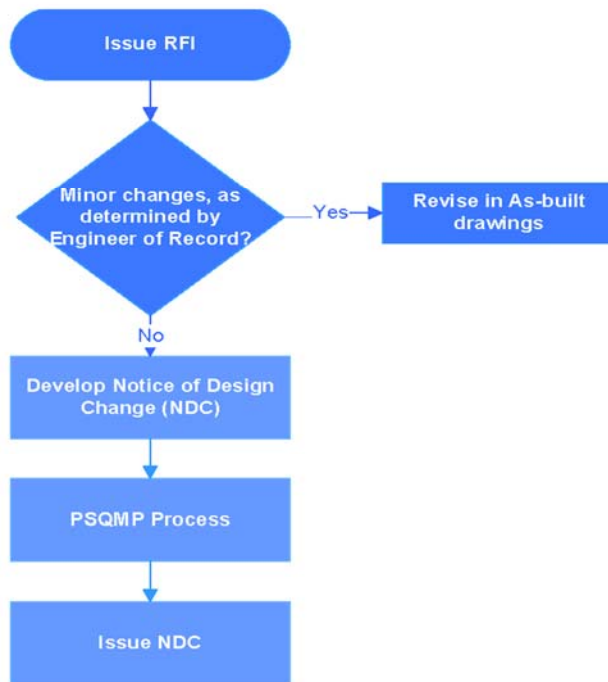 Issue RFI
Minor changes, as
determined by
Engineer of Record?
Yes
Revise in As-built
drawings
No
Develop Notice of Design
Change (NDC)
PSQMP Process
Issue NDC